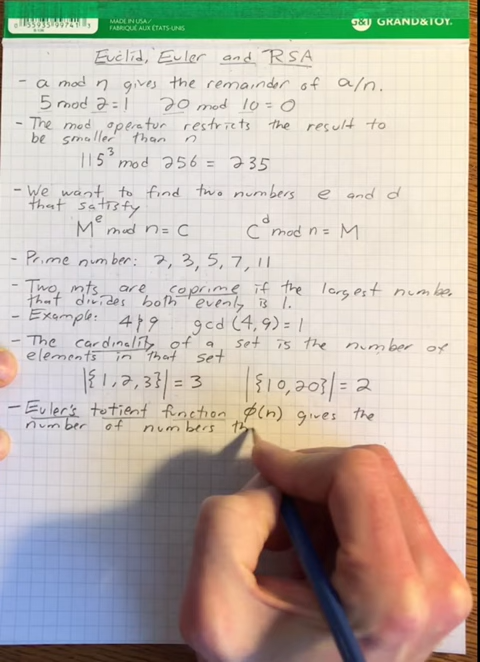 MADE IN USA /
FABRIQUÉ AUX ÉTATS-UNIS
G&T GRAND&TOY.
Euclid, Euler and RSA
- a mod n gives the remainder of a/n.
5 mod 2 = 1 20 mod 10 = 0
- The mod operator restricts the result to
be smaller than n
115³ mod 256 = 235
- We want to find two numbers e and d
that satisfy
Mᵉ mod n = C Cᵈ mod n = M
- Prime number: 2, 3, 5, 7, 11
- Two ints are coprime if the largest number
that divides both evenly is 1.
- Example: 4 9 gcd (4, 9) = 1
- The cardinality of a set is the number of
elements in that set
|{1, 2, 3}| = 3 |{10, 20}| = 2
- Euler's totient function ϕ(n) gives the
number of numbers th